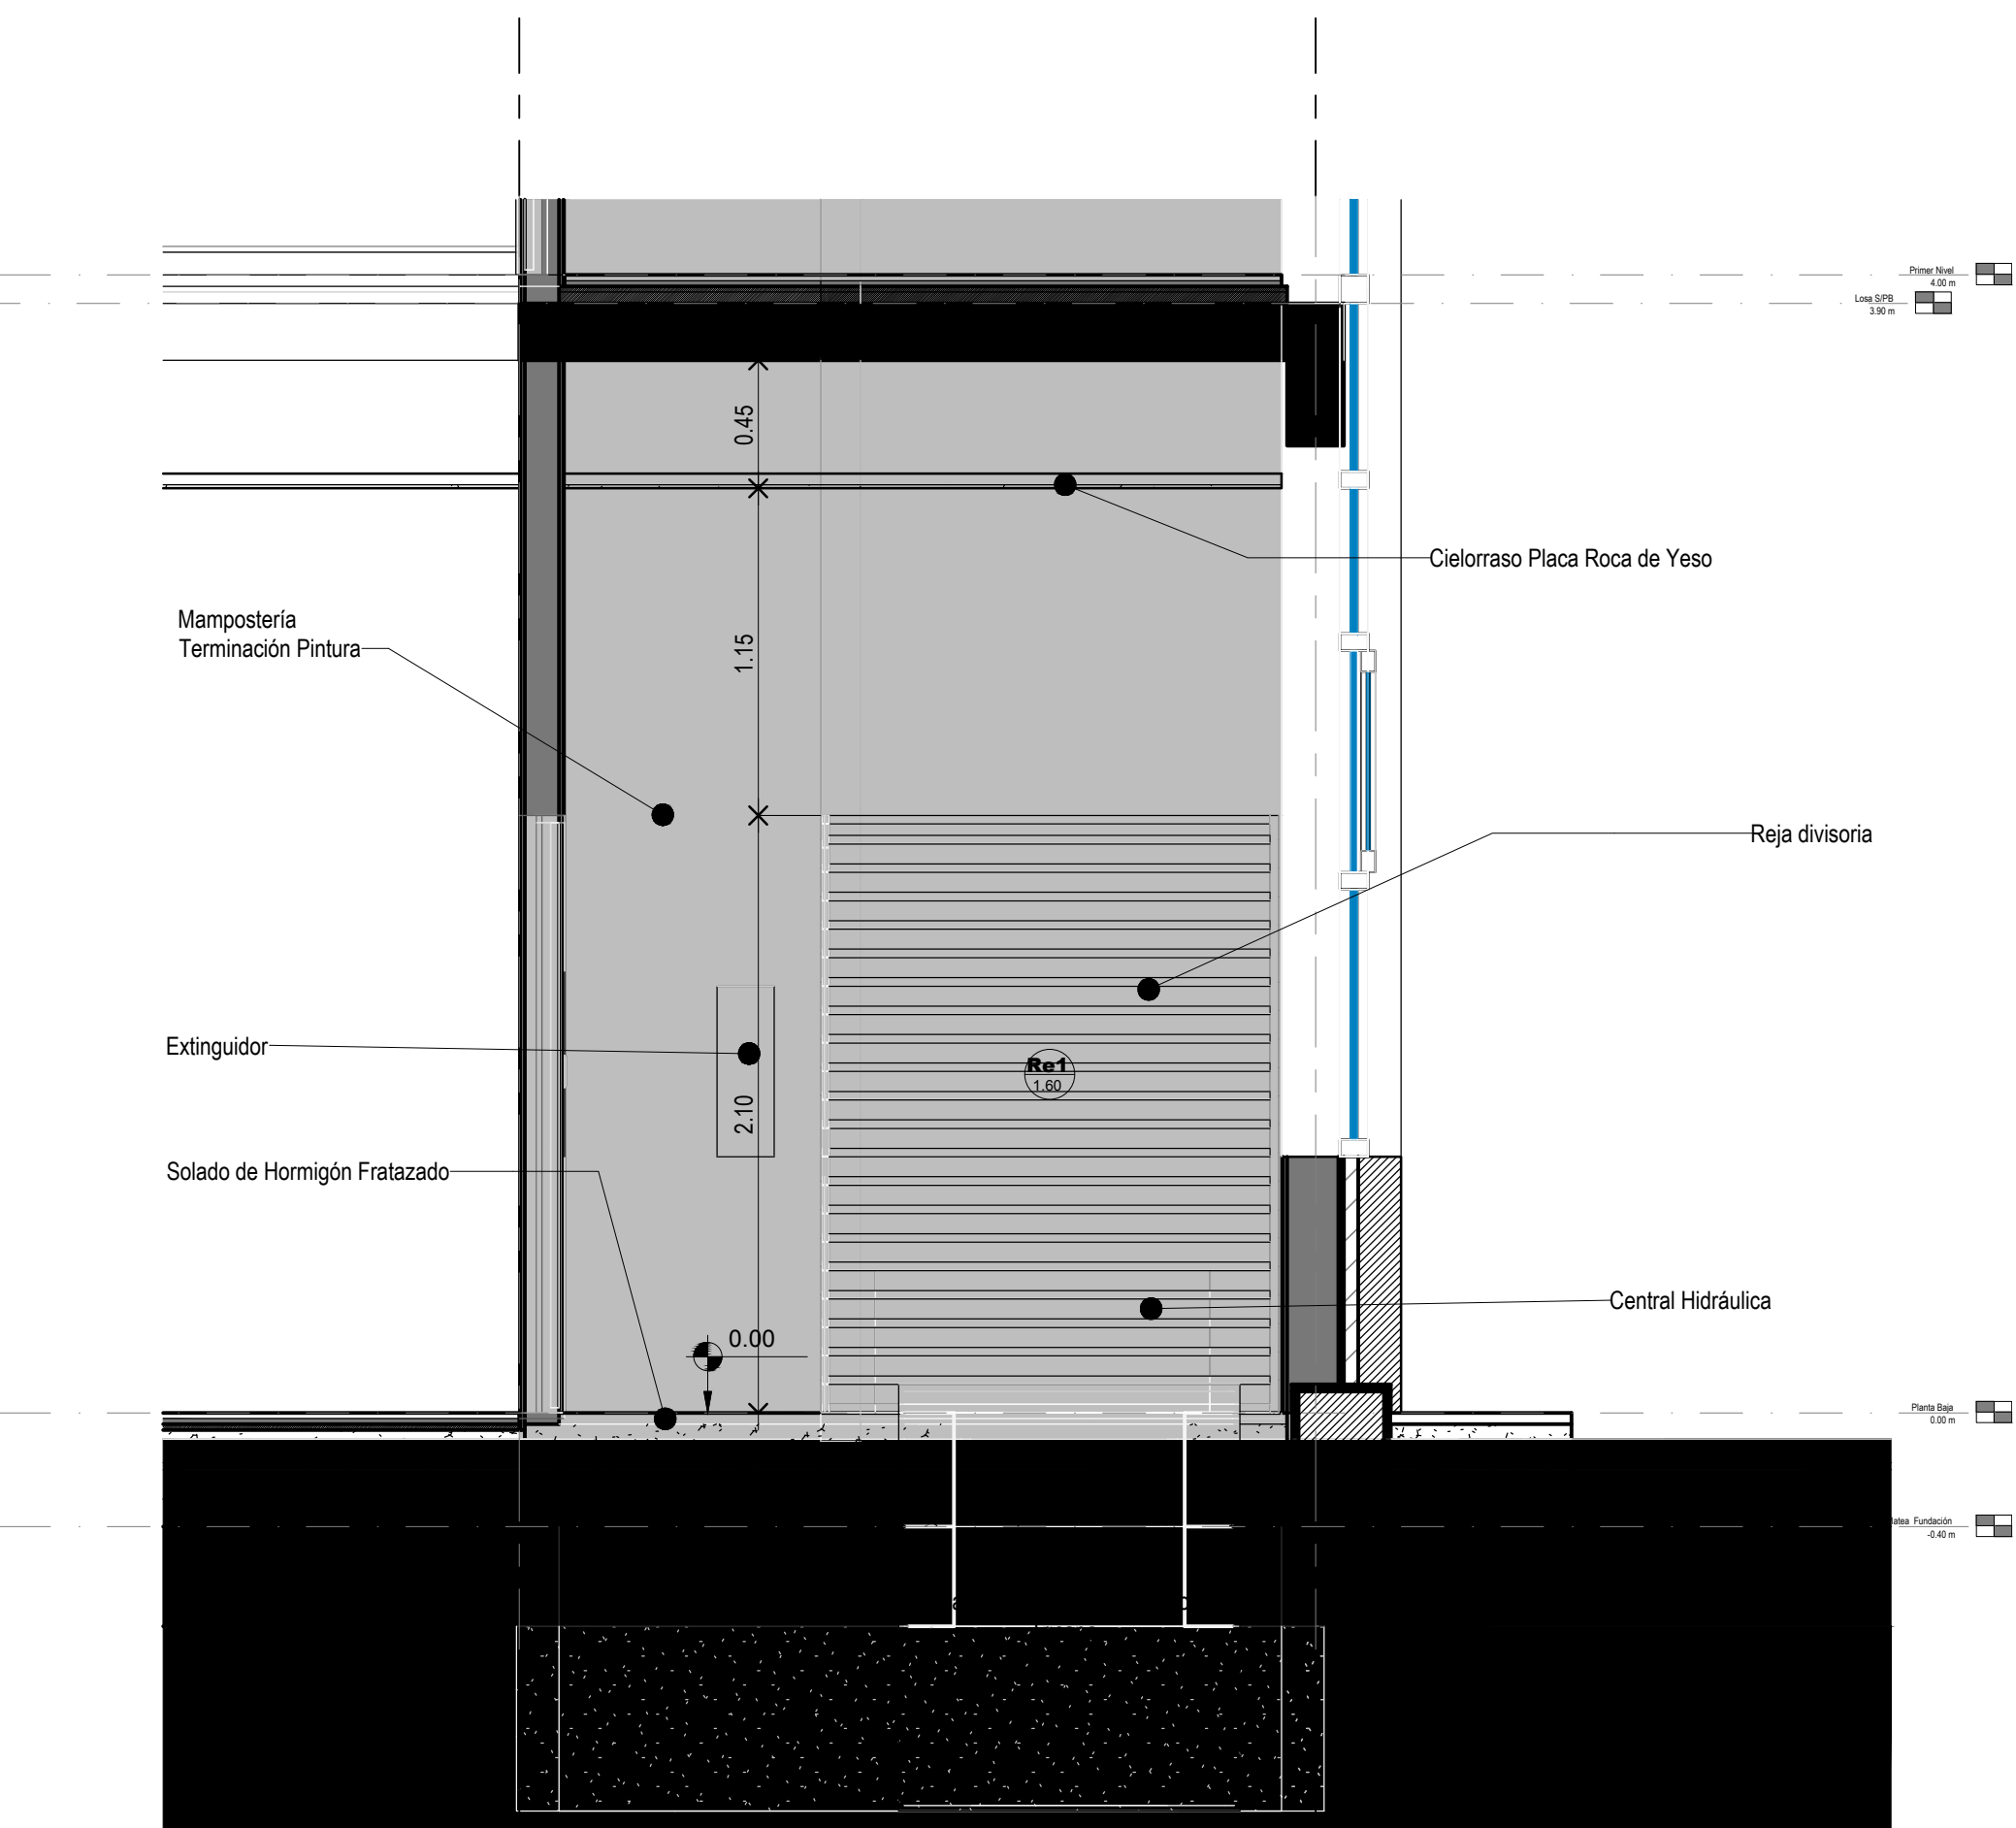 Primer Nivel
4.00 m
Losa S/PB
3.90 m
0.45
Cielorraso Placa Roca de Yeso
Mampostería
Terminación Pintura
1.15
Reja divisoria
Extinguidor
Re1
1.60
2.10
Solado de Hormigón Fratazado
Central Hidráulica
0.00
Planta Baja
0.00 m
Fundación
-0.40 m